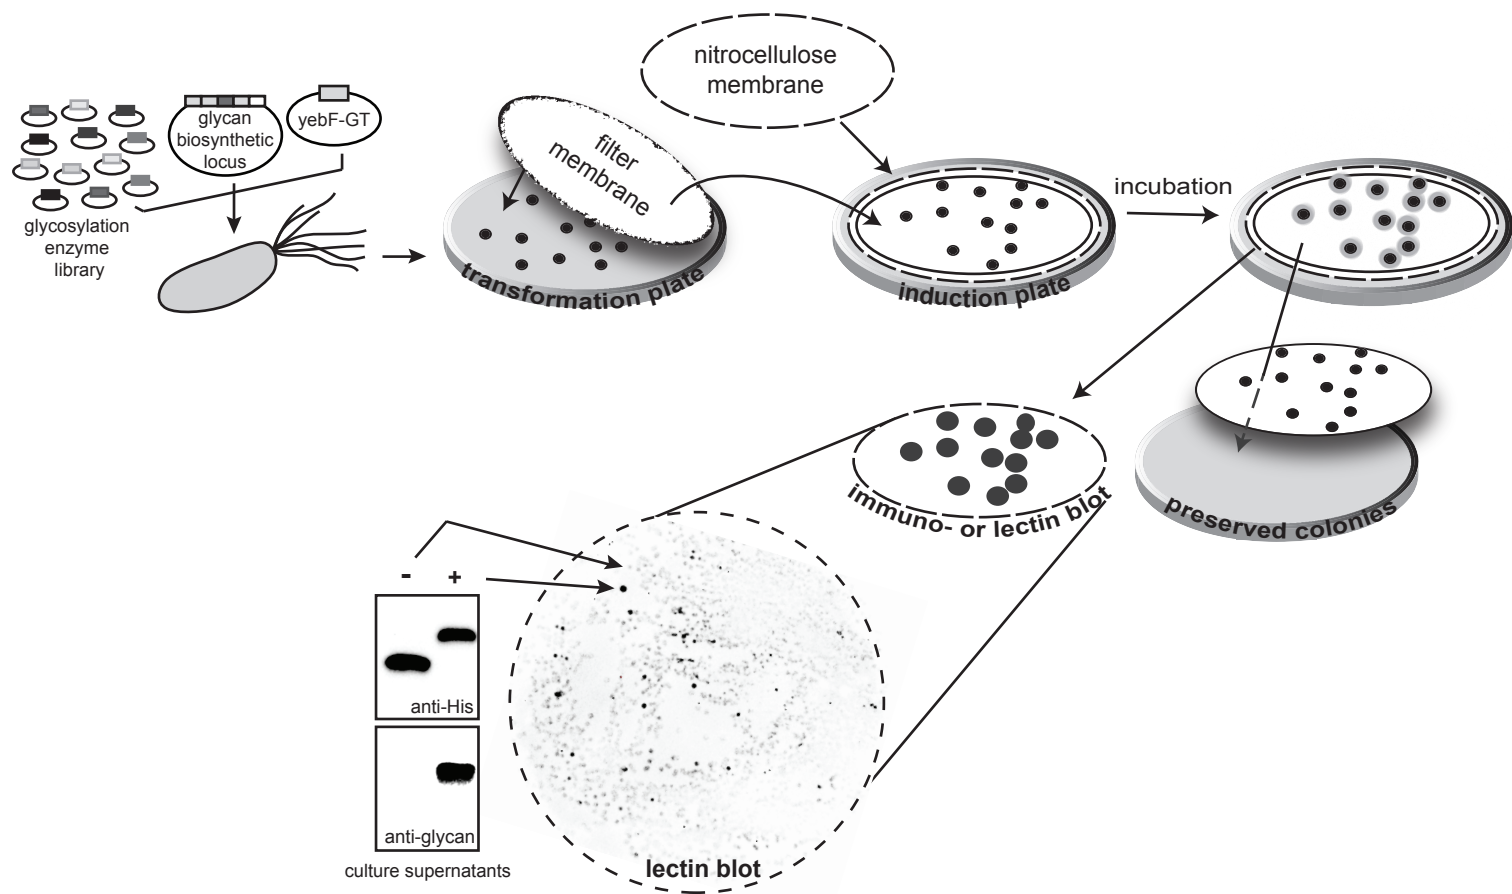 nitrocellulose
membrane
glycan
biosynthetic
locus
yebF-GT
glycosylation
enzyme
library
filter
membrane
transformation plate
induction plate
incubation
immuno- or lectin blot
preserved colonies
- +
anti-His
anti-glycan
culture supernatants
lectin blot